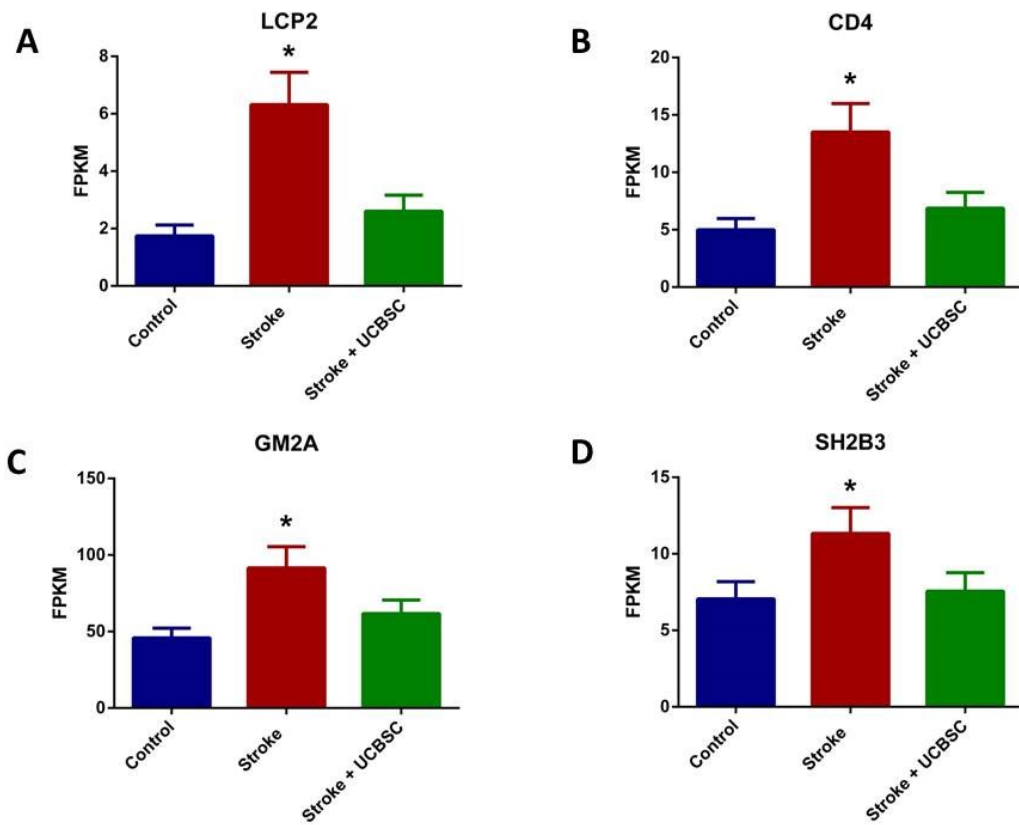 A
LCP2
8
6
4
2
0
FPKM
*
Control
Stroke
Stroke + UCBSC
B
CD4
20
15
10
5
0
FPKM
*
Control
Stroke
Stroke + UCBSC
C
GM2A
150
100
50
0
FPKM
*
Control
Stroke
Stroke + UCBSC
D
SH2B3
15
10
5
0
FPKM
*
Control
Stroke
Stroke + UCBSC